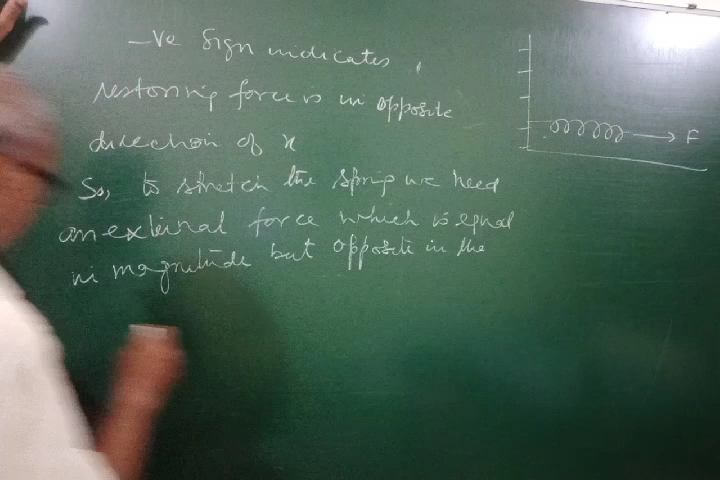 -Ve Sign indicates,
restoring force is in opposite
direction of x
So, to stretch the spring we need
an external force which is equal
in magnitude but opposite in the
F